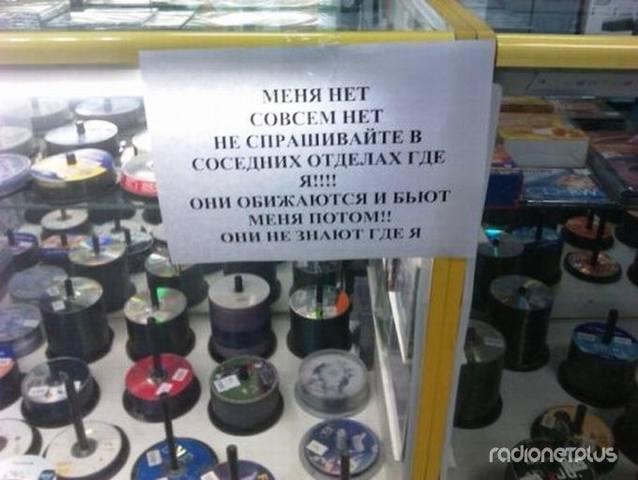 МЕНЯ НЕТ
СОВСЕМ НЕТ
НЕ СПРАШИВАЙТЕ В
СОСЕДНИХ ОТДЕЛАХ ГДЕ
Я!!!!
ОНИ ОБИЖАЮТСЯ И БЬЮТ
МЕНЯ ПОТОМ!!
ОНИ НЕ ЗНАЮТ ГДЕ Я
radionetplus